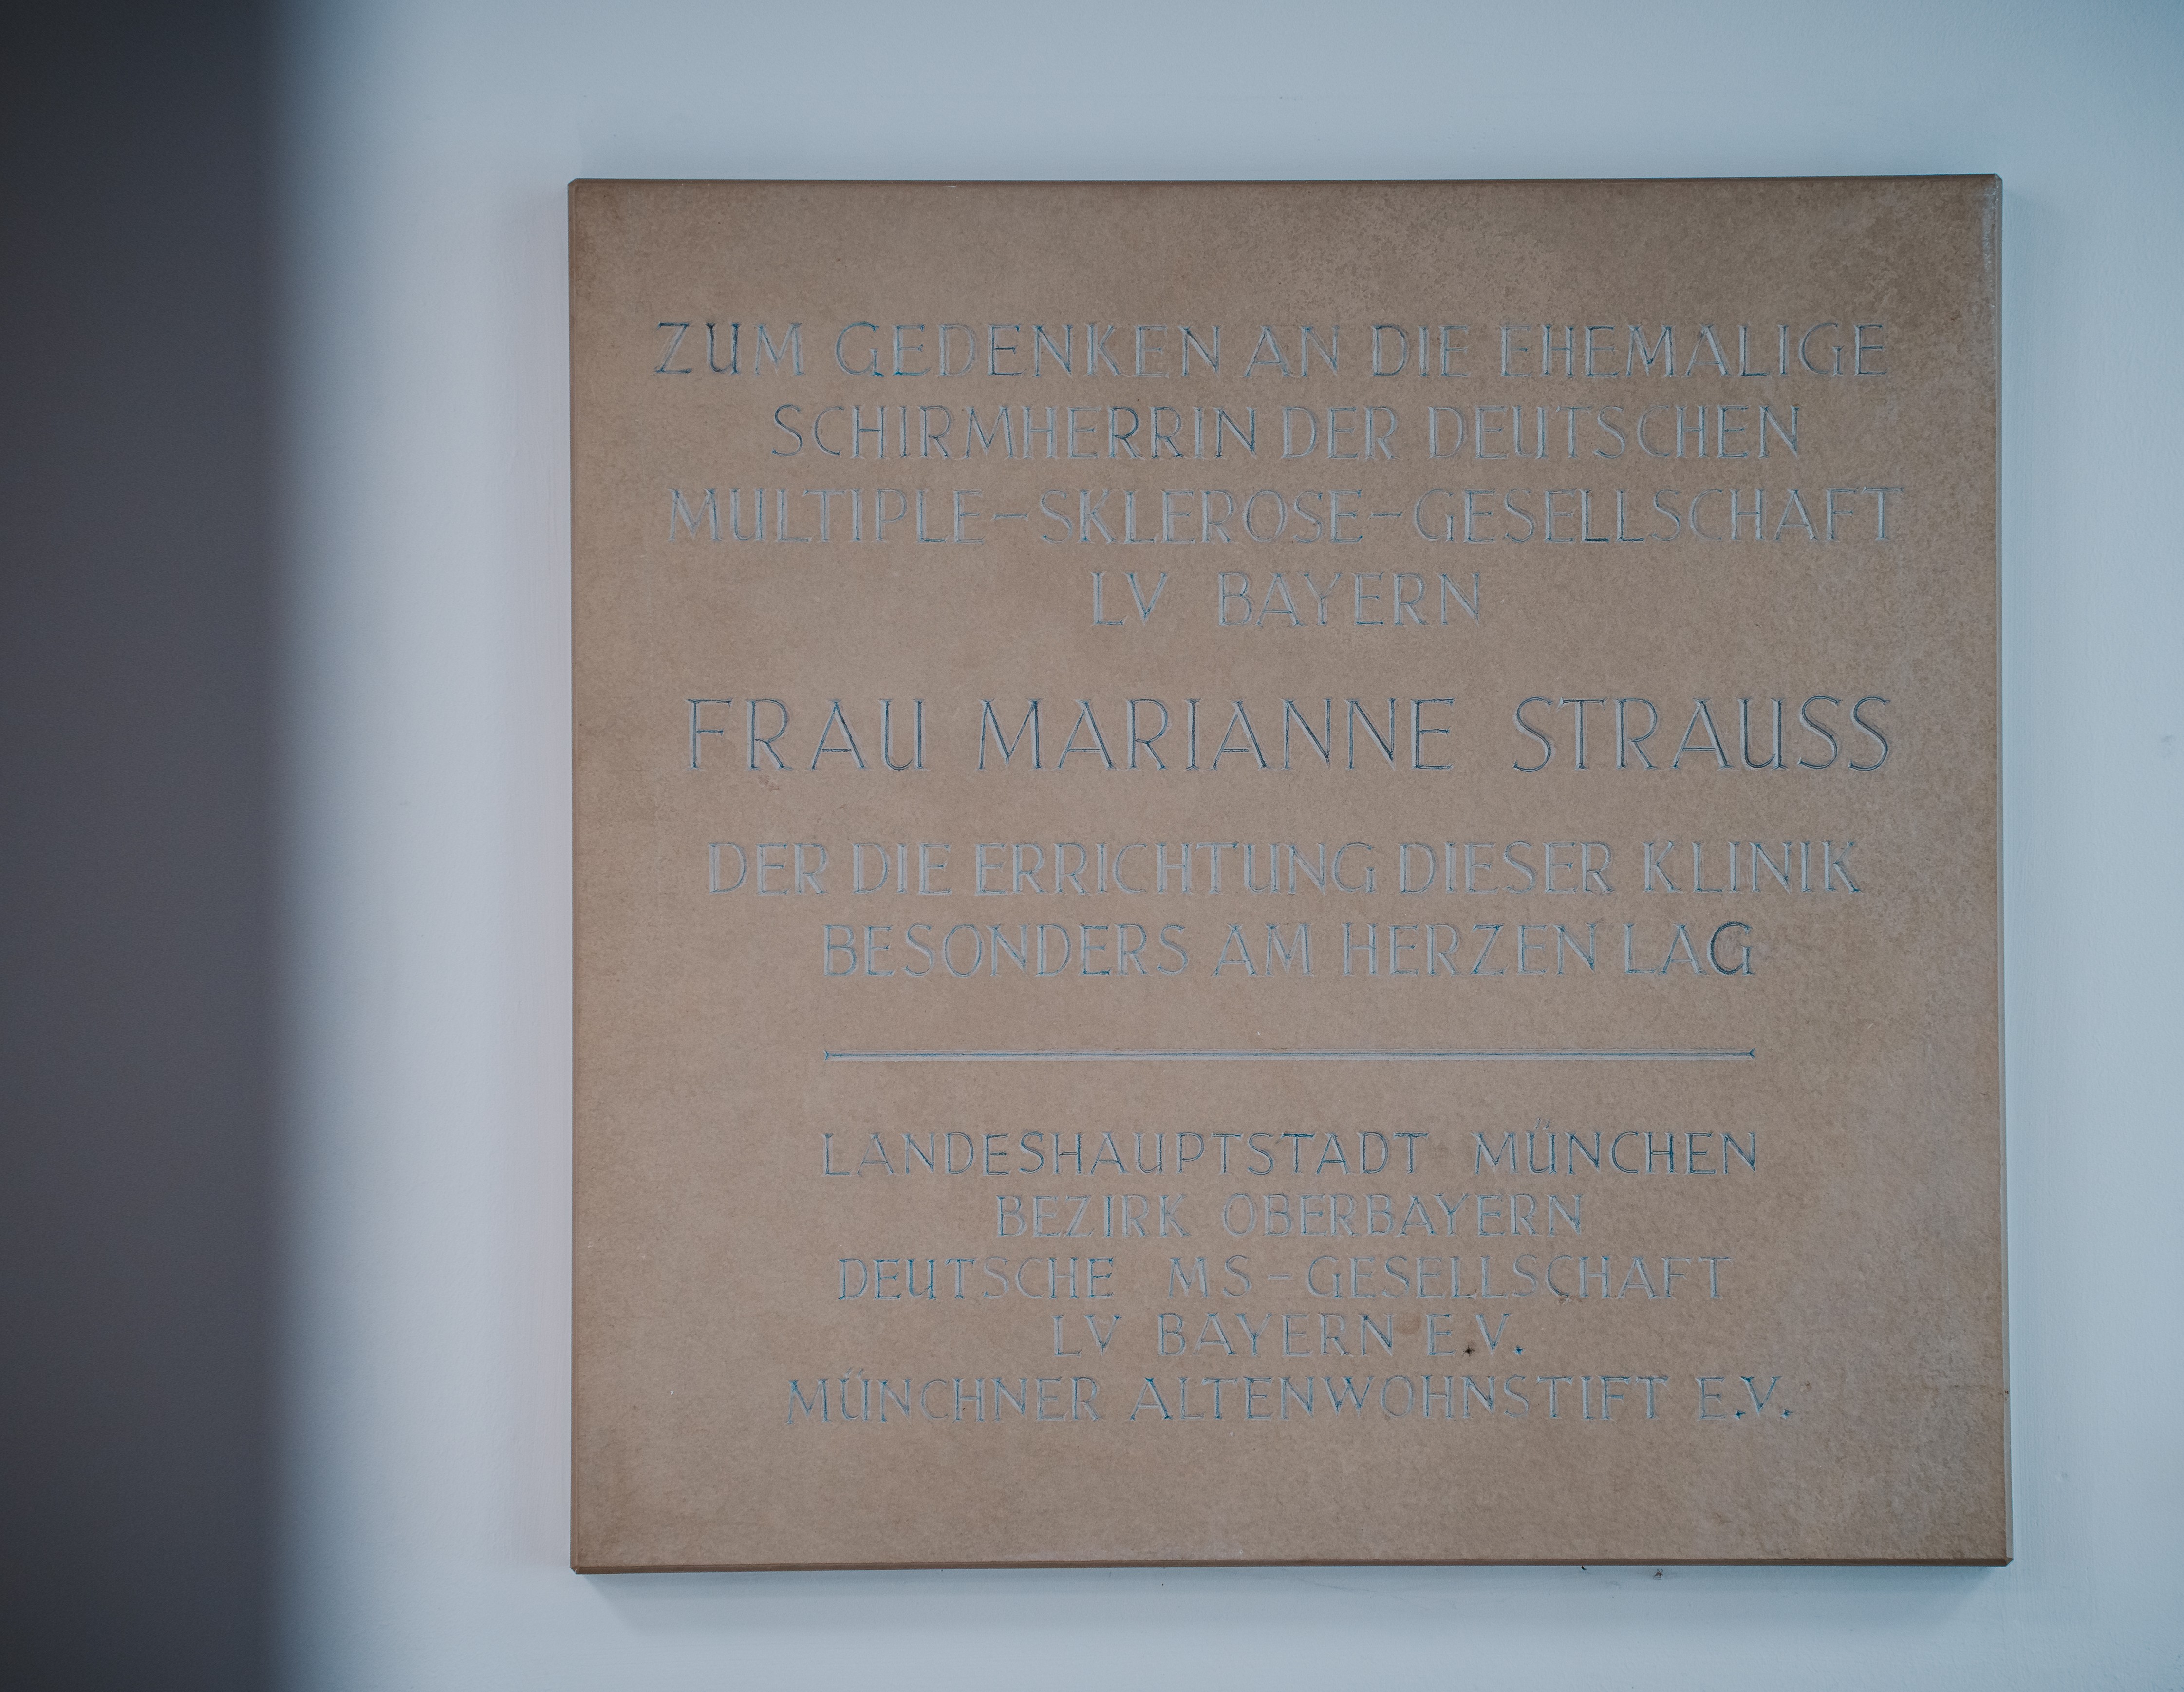 ZUM GEDENKEN AN DIE EHEMALIGE
SCHIRMHERRIN DER DEUTSCHEN
MULTIPLE-SKLEROSE-GESELLSCHAFT
LV BAYERN
FRAU MARIANNE STRAUSS
DER DIE ERRICHTUNG DIESER KLINIK
BESONDERS AM HERZEN LAG
LANDESHAUPTSTADT MÜNCHEN
BEZIRK OBERBAYERN
DEUTSCHE MS-GESELLSCHAFT
LV BAYERN E.V.
MÜNCHNER ALTENWOHNSTIFT E.V.